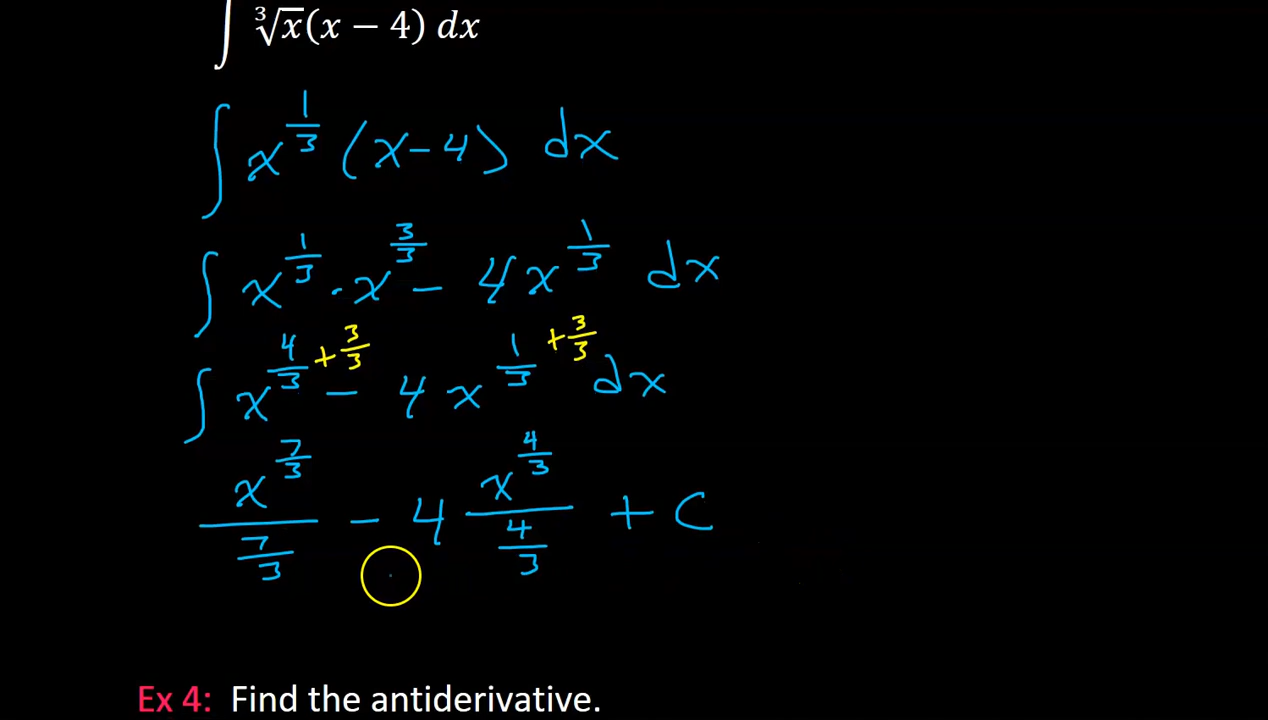 ∫ ∛x(x − 4) dx
∫ x^(1/3) (x-4) dx
∫ x^(1/3) · x^(3/3) - 4x^(1/3) dx
∫ x^(4/3 + 3/3) - 4x^(1/3 + 3/3) dx
x^(7/3) / (7/3) - 4 x^(4/3) / (4/3) + C
Ex 4: Find the antiderivative.